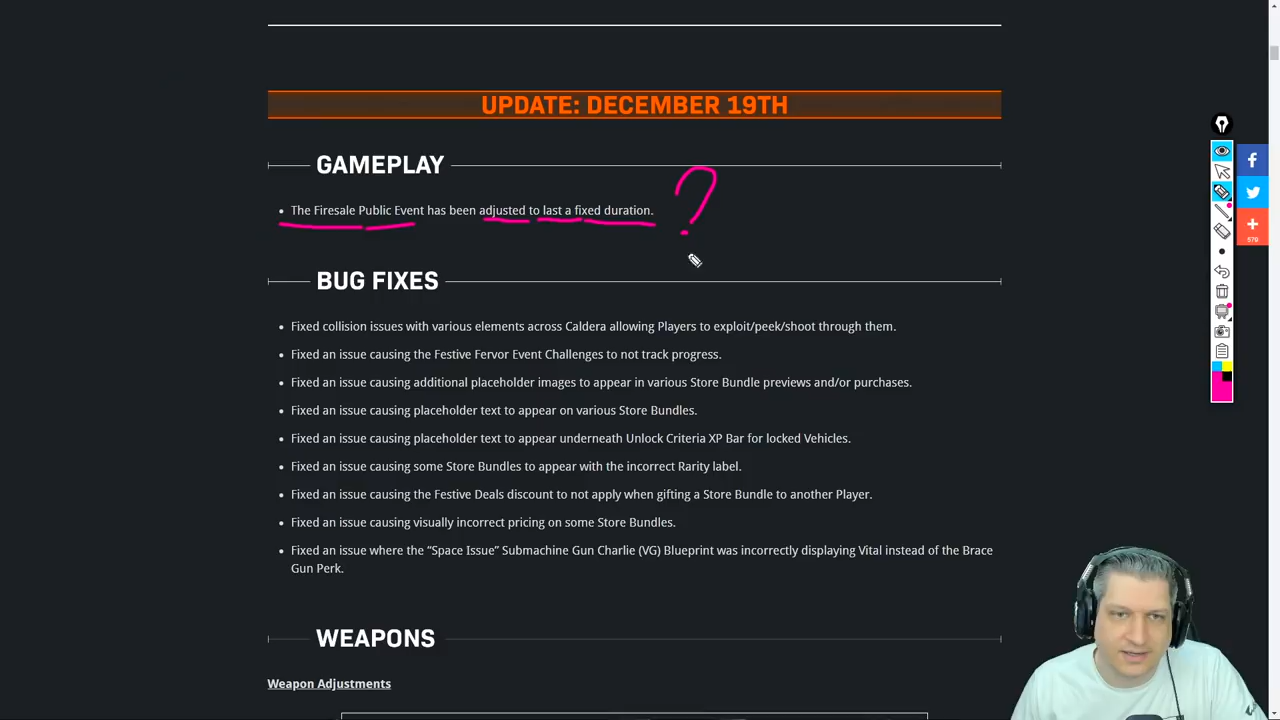 UPDATE: DECEMBER 19TH
GAMEPLAY
The Firesale Public Event has been adjusted to last a fixed duration.
?
BUG FIXES
Fixed collision issues with various elements across Caldera allowing Players to exploit/peek/shoot through them.
Fixed an issue causing the Festive Fervor Event Challenges to not track progress.
Fixed an issue causing additional placeholder images to appear in various Store Bundle previews and/or purchases.
Fixed an issue causing placeholder text to appear on various Store Bundles.
Fixed an issue causing placeholder text to appear underneath Unlock Criteria XP Bar for locked Vehicles.
Fixed an issue causing some Store Bundles to appear with the incorrect Rarity label.
Fixed an issue causing the Festive Deals discount to not apply when gifting a Store Bundle to another Player.
Fixed an issue causing visually incorrect pricing on some Store Bundles.
Fixed an issue where the “Space Issue” Submachine Gun Charlie (VG) Blueprint was incorrectly displaying Vital instead of the Brace
Gun Perk.
WEAPONS
Weapon Adjustments